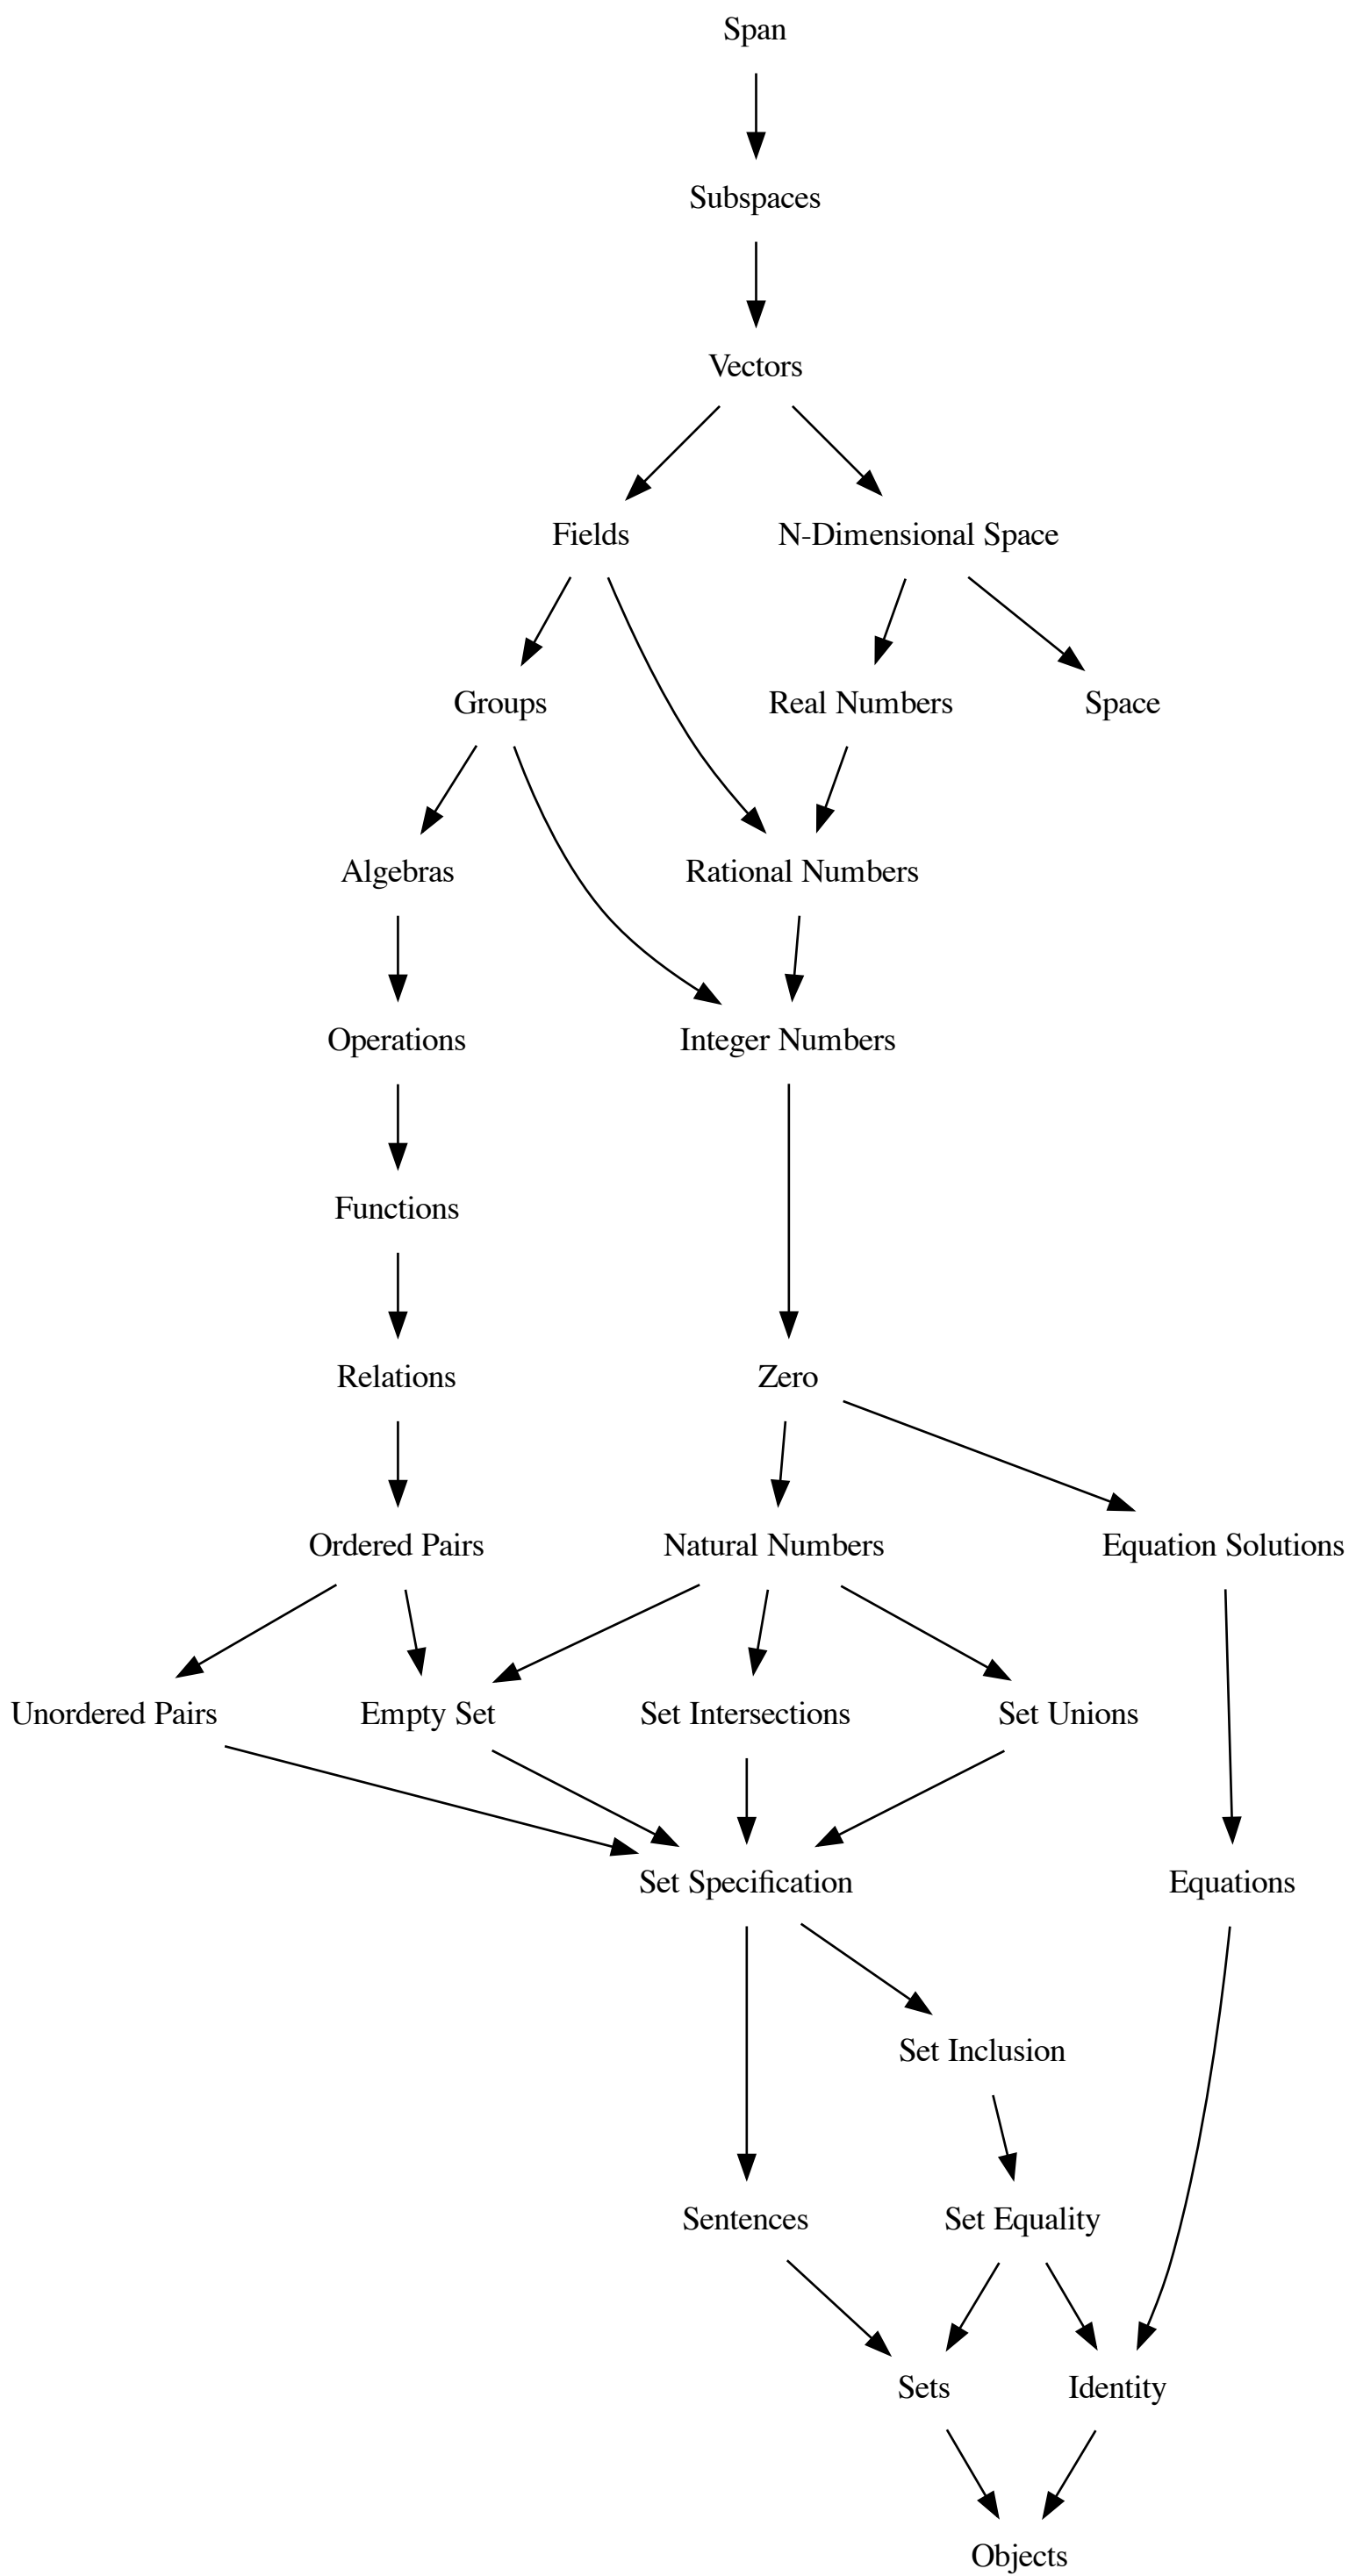 Span
Subspaces
Vectors
Fields
N-Dimensional Space
Groups
Real Numbers
Space
Algebras
Rational Numbers
Operations
Integer Numbers
Functions
Relations
Zero
Ordered Pairs
Natural Numbers
Equation Solutions
Unordered Pairs
Empty Set
Set Intersections
Set Unions
Set Specification
Equations
Set Inclusion
Sentences
Set Equality
Sets
Identity
Objects